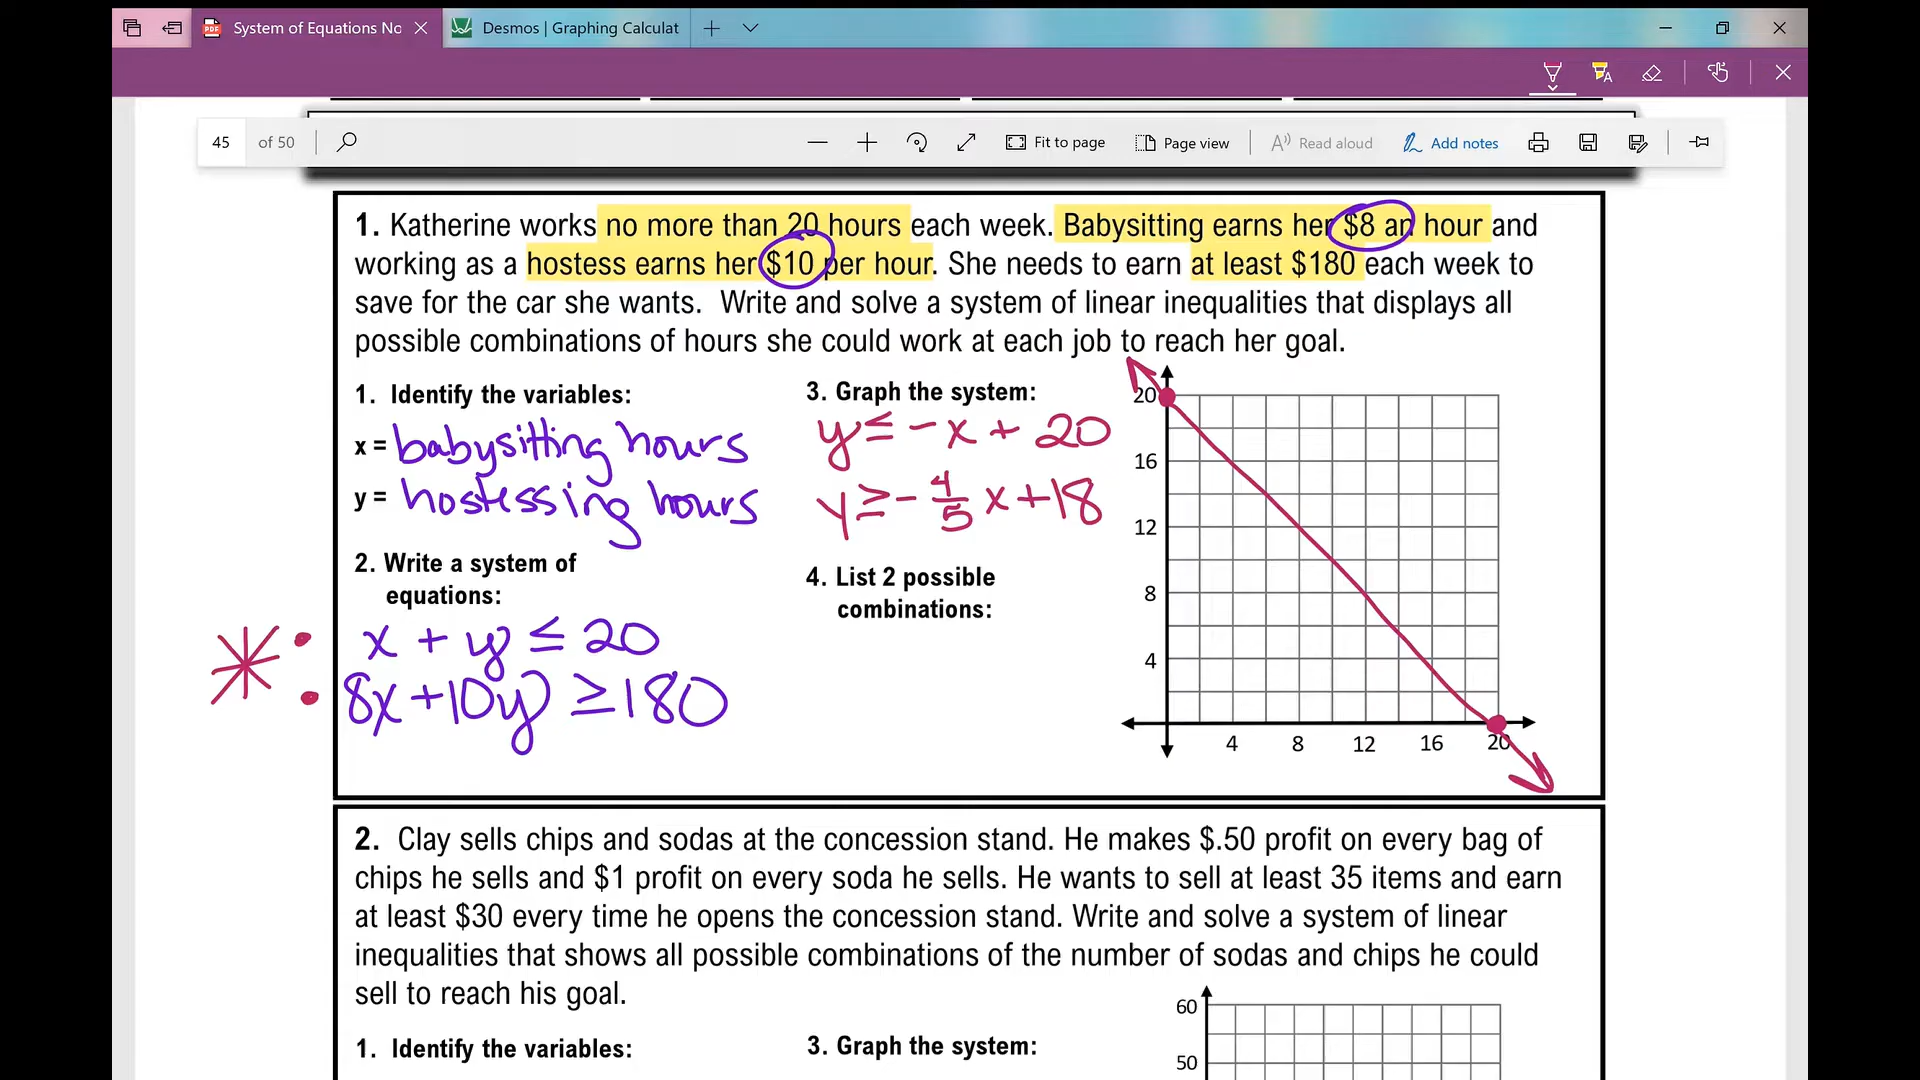 System of Equations No
Desmos | Graphing Calculat
45 of 50
Fit to page
Page view
Read aloud
Add notes
1. Katherine works no more than 20 hours each week. Babysitting earns her $8 an hour and
working as a hostess earns her $10 per hour. She needs to earn at least $180 each week to
save for the car she wants. Write and solve a system of linear inequalities that displays all
possible combinations of hours she could work at each job to reach her goal.
1. Identify the variables:
x = babysitting hours
y = hostessing hours
2. Write a system of
equations:
x + y ≤ 20
8x + 10y ≥ 180
3. Graph the system:
y ≤ - x + 20
y ≥ - 4/5 x + 18
4. List 2 possible
combinations:
20
16
12
8
4
4 8 12 16 20
2. Clay sells chips and sodas at the concession stand. He makes $.50 profit on every bag of
chips he sells and $1 profit on every soda he sells. He wants to sell at least 35 items and earn
at least $30 every time he opens the concession stand. Write and solve a system of linear
inequalities that shows all possible combinations of the number of sodas and chips he could
sell to reach his goal.
1. Identify the variables:
3. Graph the system:
60
50